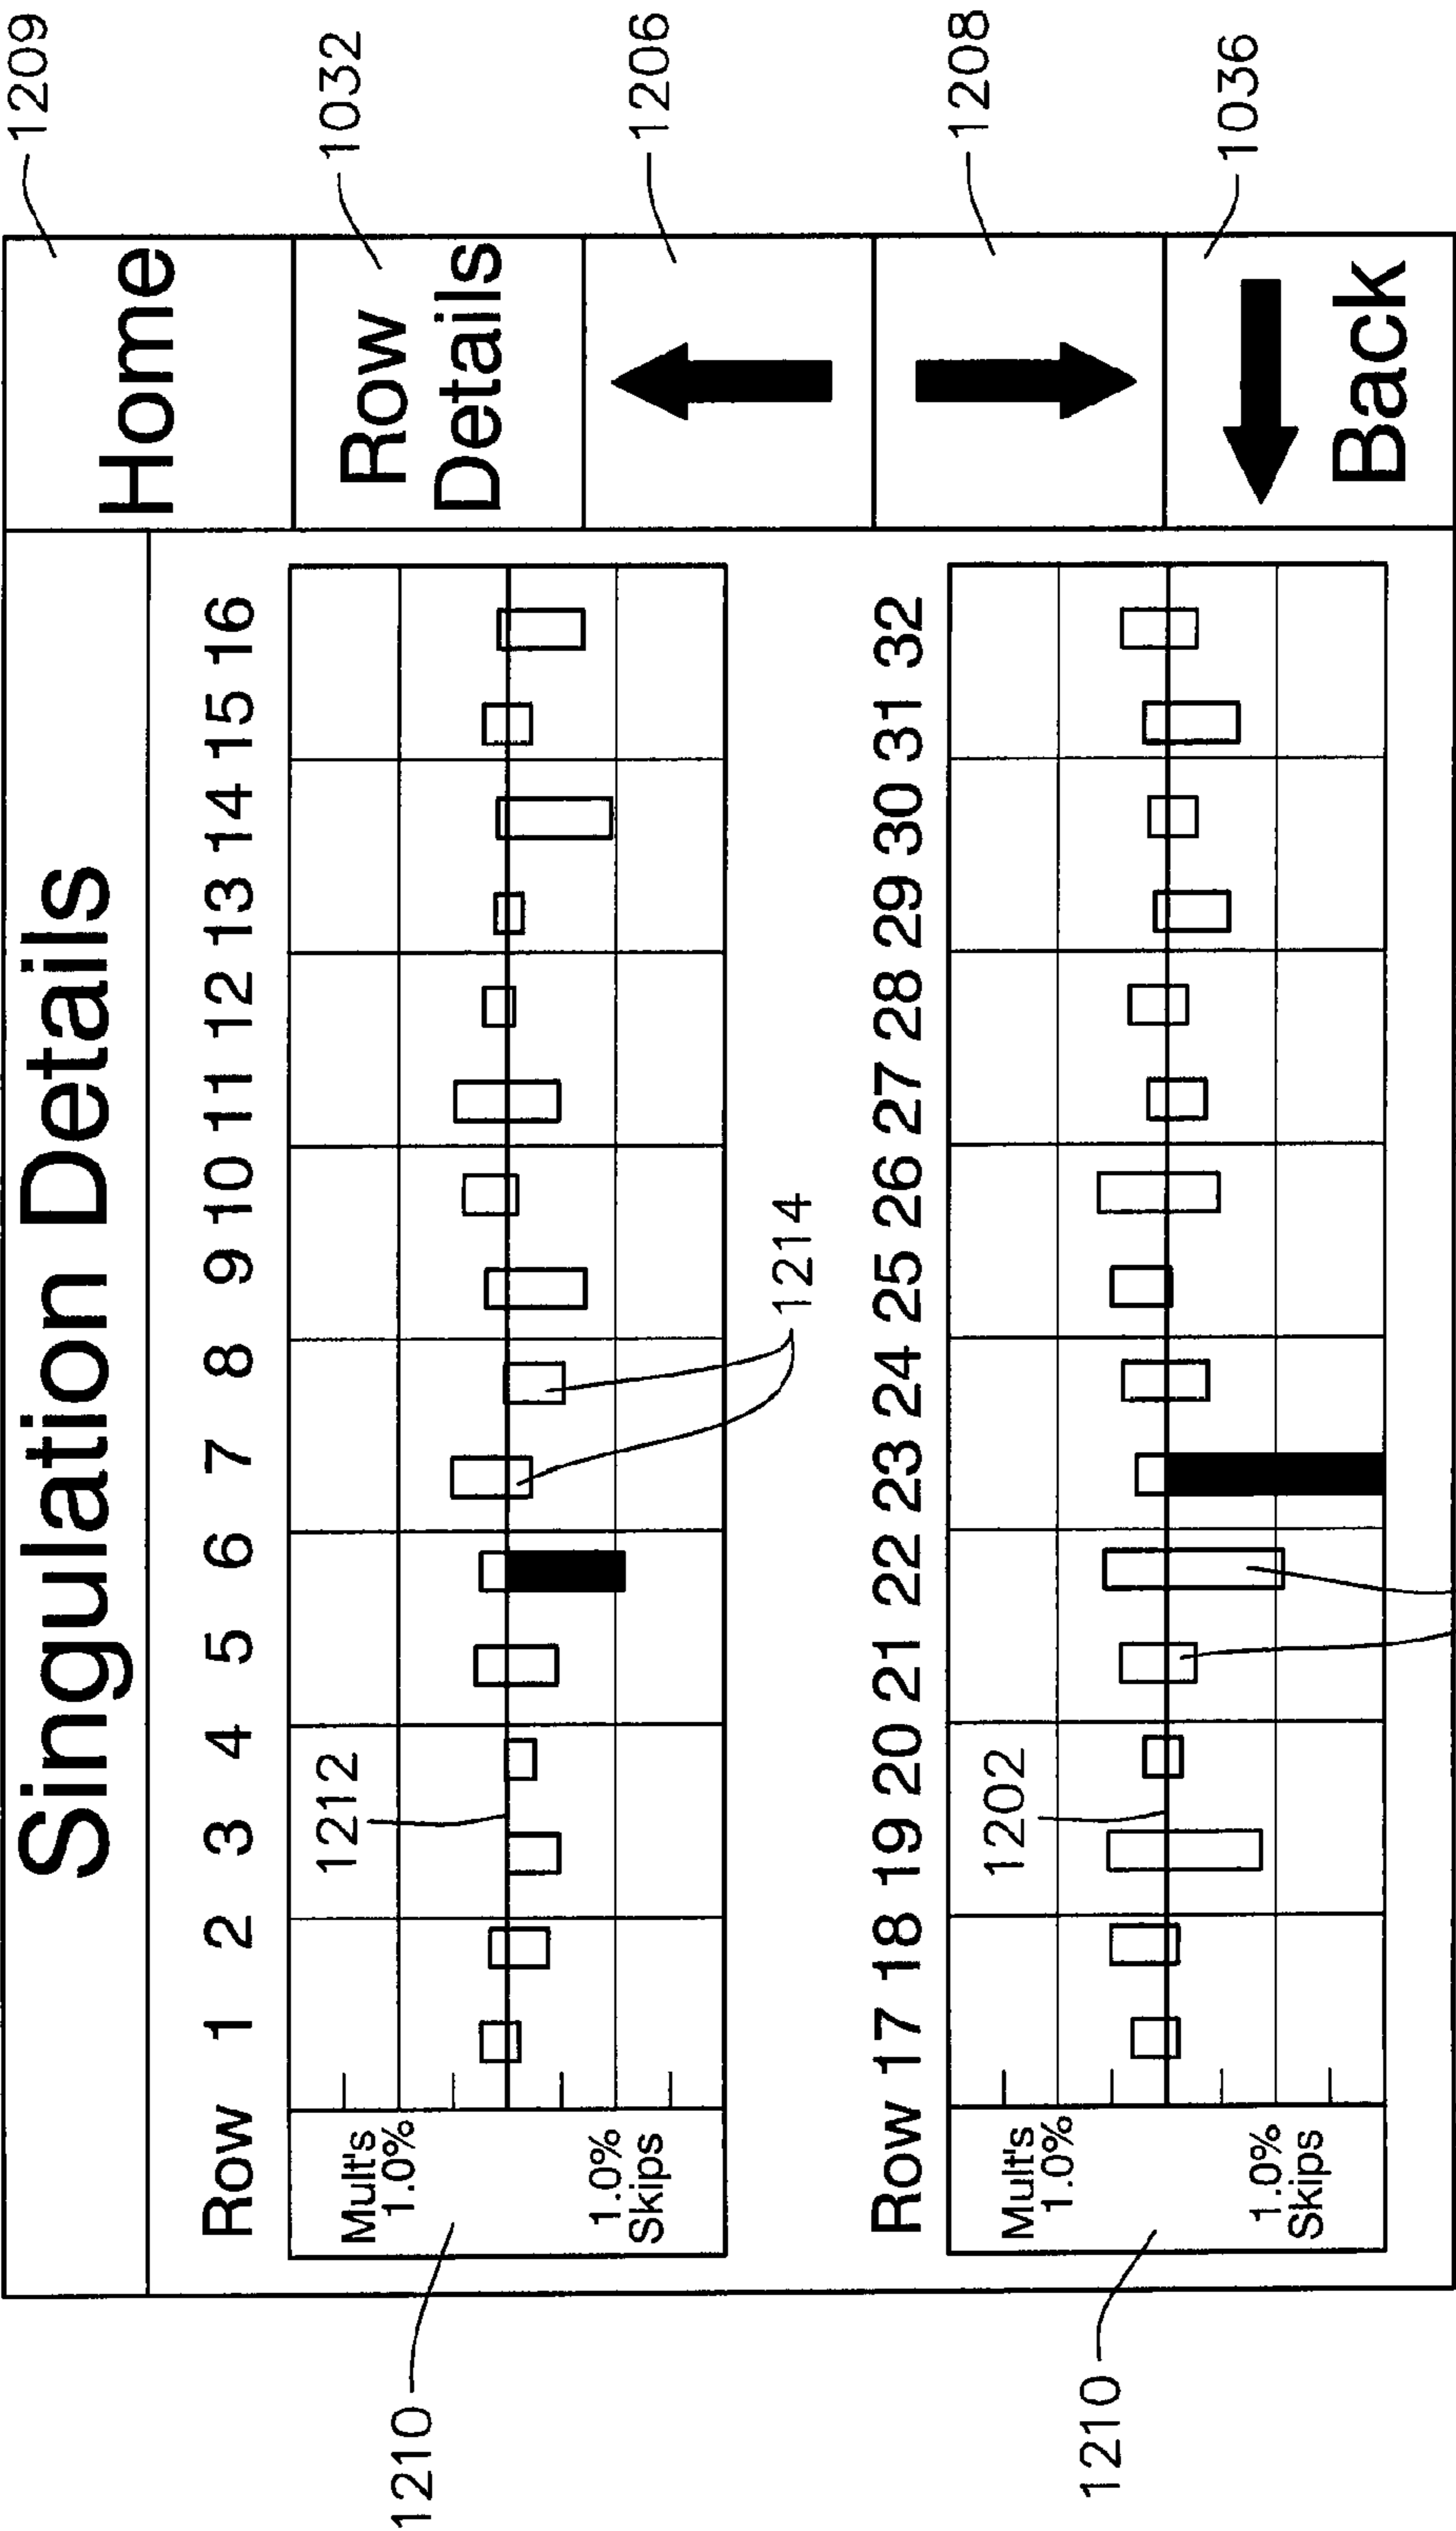 Singulation Details
Home
1209
Row 1 2 3 4 5 6 7 8 9 10 11 12 13 14 15 16
Row
Details
1032
1210
Mult's
1.0%
1212
1.0%
Skips
1206
1214
1208
Row 17 18 19 20 21 22 23 24 25 26 27 28 29 30 31 32
1210
Mult's
1.0%
1202
1.0%
Skips
Back
1036